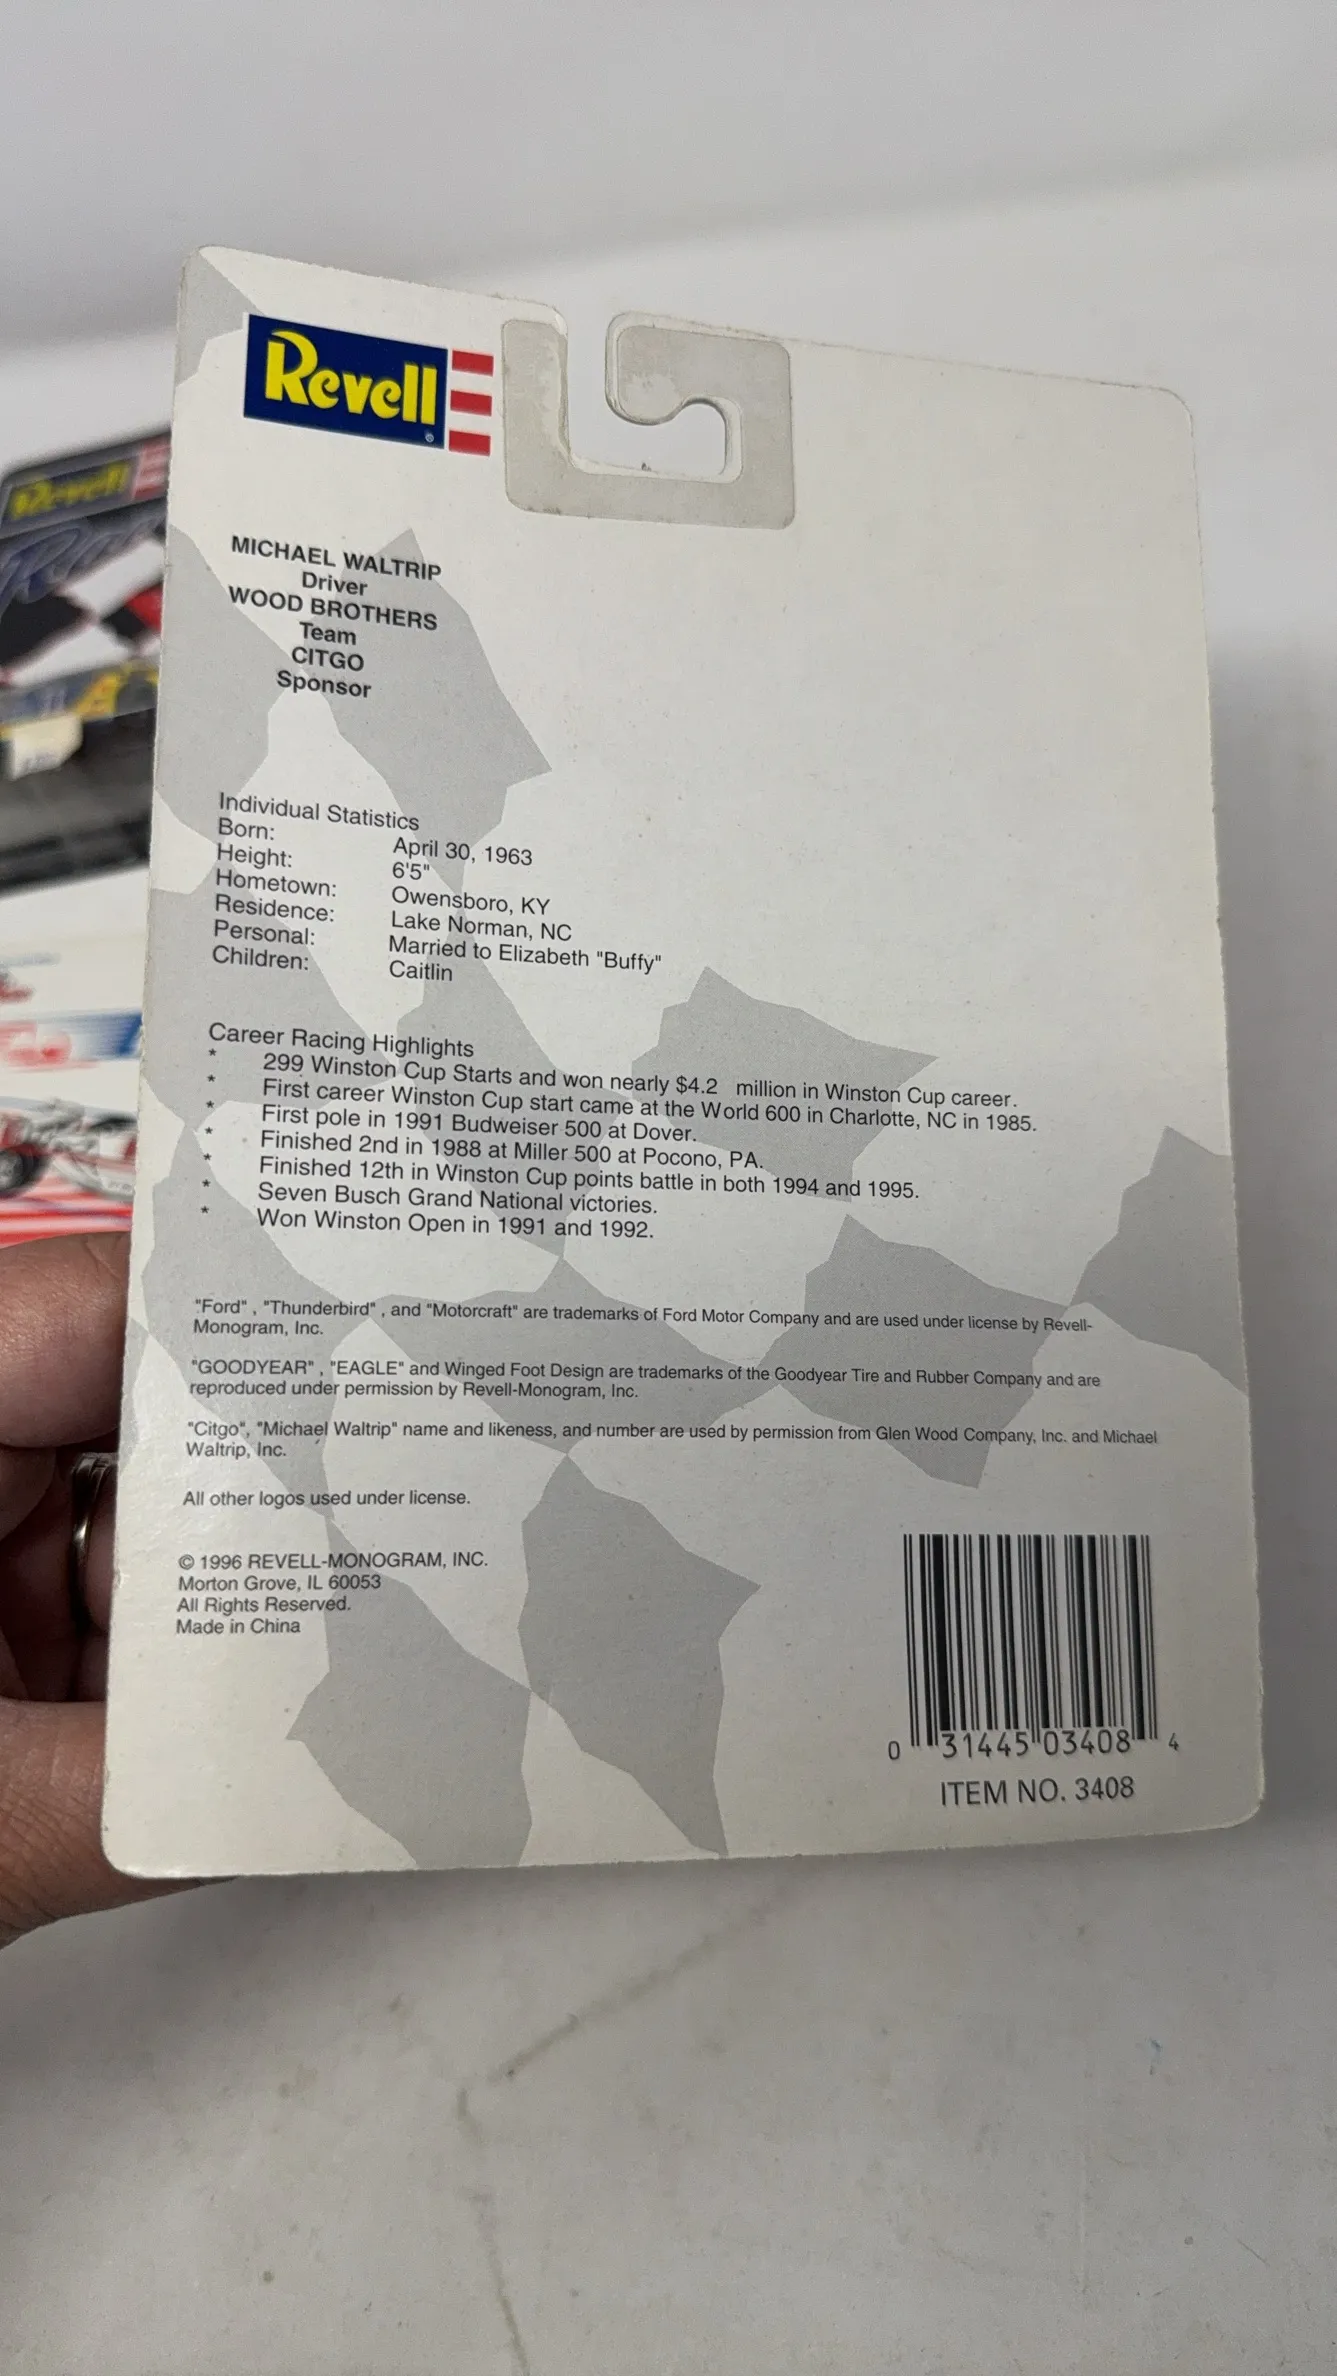 Revell
Revell
MICHAEL WALTRIP
Driver
WOOD BROTHERS
Team
CITGO
Sponsor
Individual Statistics
Born: April 30, 1963
Height: 6'5"
Hometown: Owensboro, KY
Residence: Lake Norman, NC
Personal: Married to Elizabeth "Buffy"
Children: Caitlin
Career Racing Highlights
* 299 Winston Cup Starts and won nearly $4.2 million in Winston Cup career.
* First career Winston Cup start came at the World 600 in Charlotte, NC in 1985.
* First pole in 1991 Budweiser 500 at Dover.
* Finished 2nd in 1988 at Miller 500 at Pocono, PA.
* Finished 12th in Winston Cup points battle in both 1994 and 1995.
* Seven Busch Grand National victories.
* Won Winston Open in 1991 and 1992.
"Ford" , "Thunderbird" , and "Motorcraft" are trademarks of Ford Motor Company and are used under license by Revell-
Monogram, Inc.
"GOODYEAR" , "EAGLE" and Winged Foot Design are trademarks of the Goodyear Tire and Rubber Company and are
reproduced under permission by Revell-Monogram, Inc.
"Citgo", "Michael Waltrip" name and likeness, and number are used by permission from Glen Wood Company, Inc. and Michael
Waltrip, Inc.
All other logos used under license.
© 1996 REVELL-MONOGRAM, INC.
Morton Grove, IL 60053
All Rights Reserved.
Made in China
0 31445 03408 4
ITEM NO. 3408